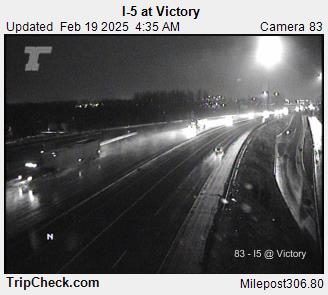 I-5 at Victory
Updated Feb 19 2025 4:35 AM Camera 83
T
N
83 - I5 @ Victory
TripCheck.com Milepost306.80